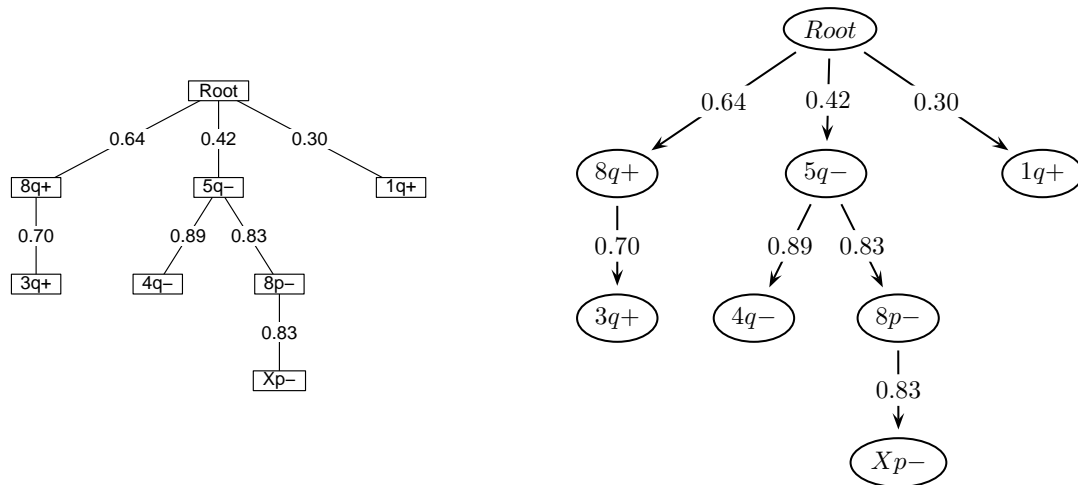 Root
0.64 0.42 0.30
8q+ 5q− 1q+
0.70 0.89 0.83
3q+ 4q− 8p−
0.83
Xp−
Root
0.64 0.42 0.30
8q+ 5q− 1q+
0.70 0.89 0.83
3q+ 4q− 8p−
0.83
Xp−